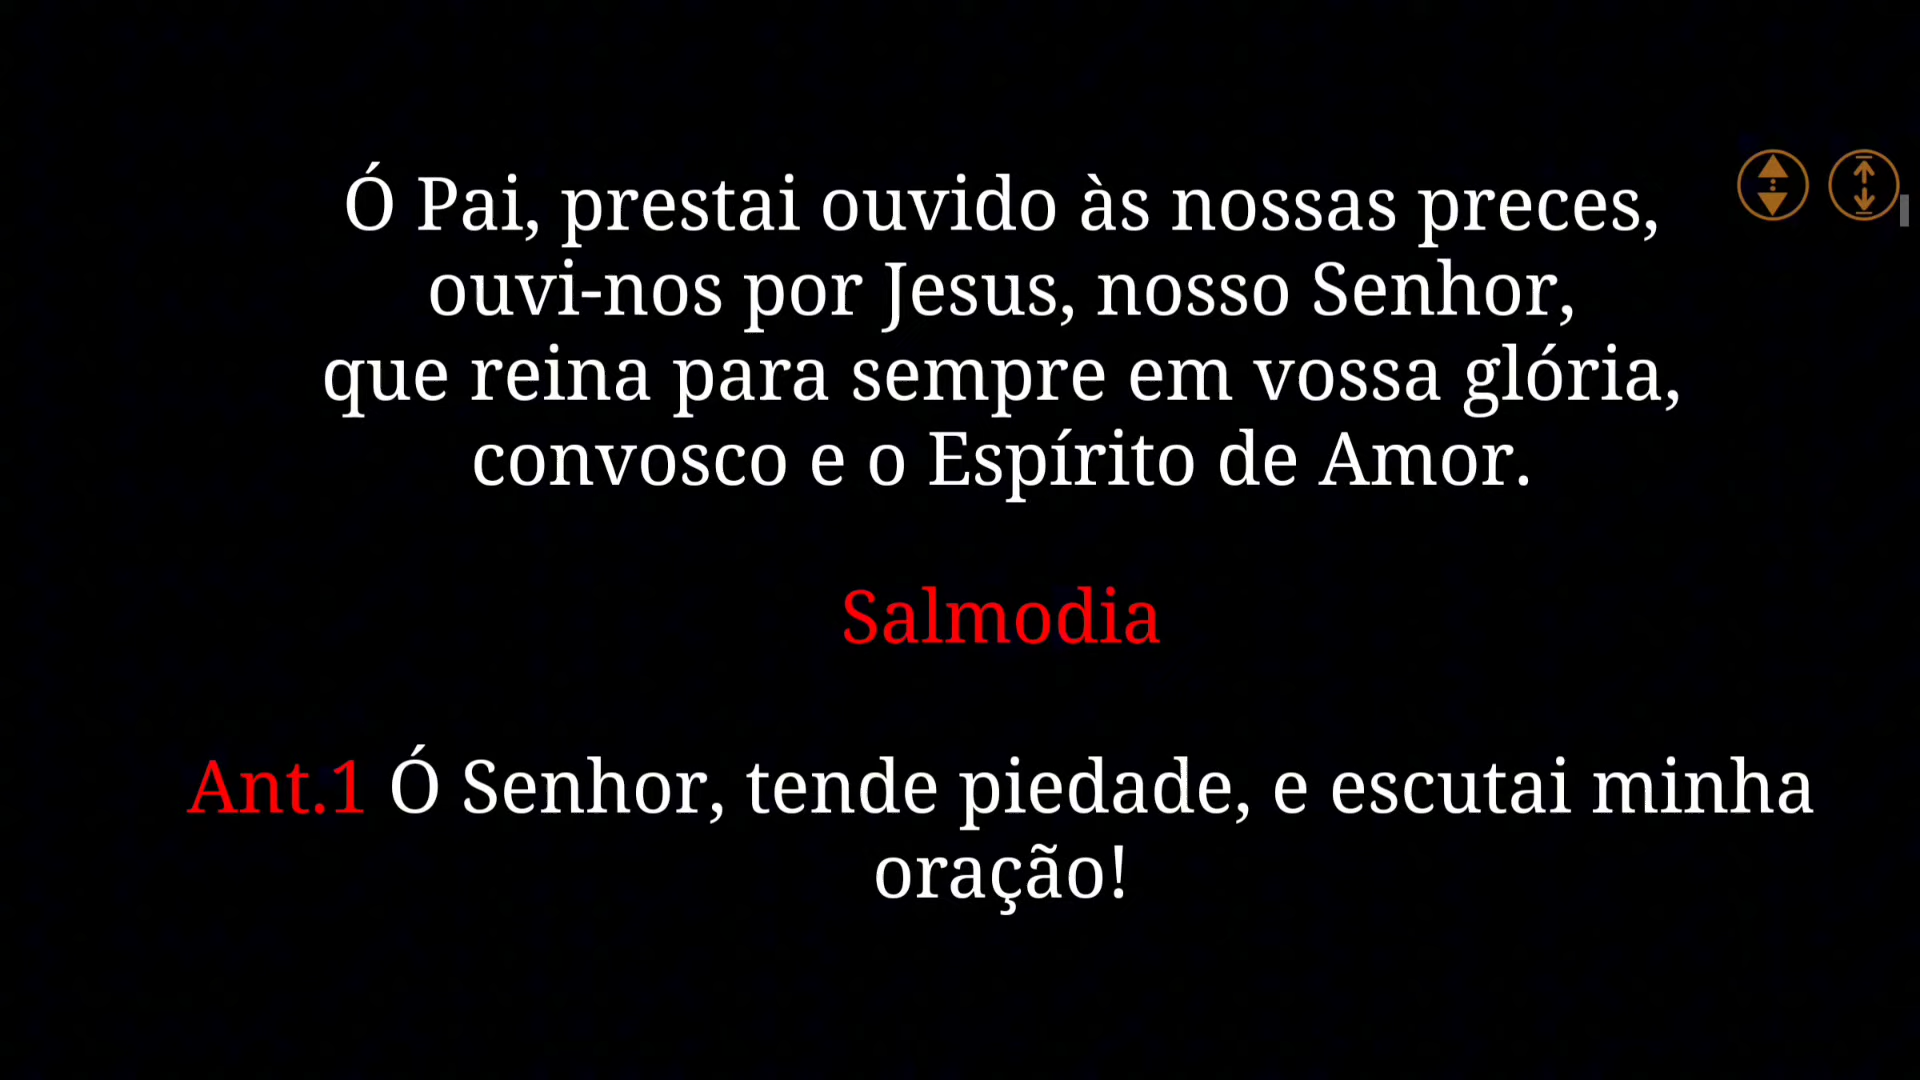 Ó Pai, prestai ouvido às nossas preces,
ouvi-nos por Jesus, nosso Senhor,
que reina para sempre em vossa glória,
convosco e o Espírito de Amor.
Salmodia
Ant.1 Ó Senhor, tende piedade, e escutai minha
oração!